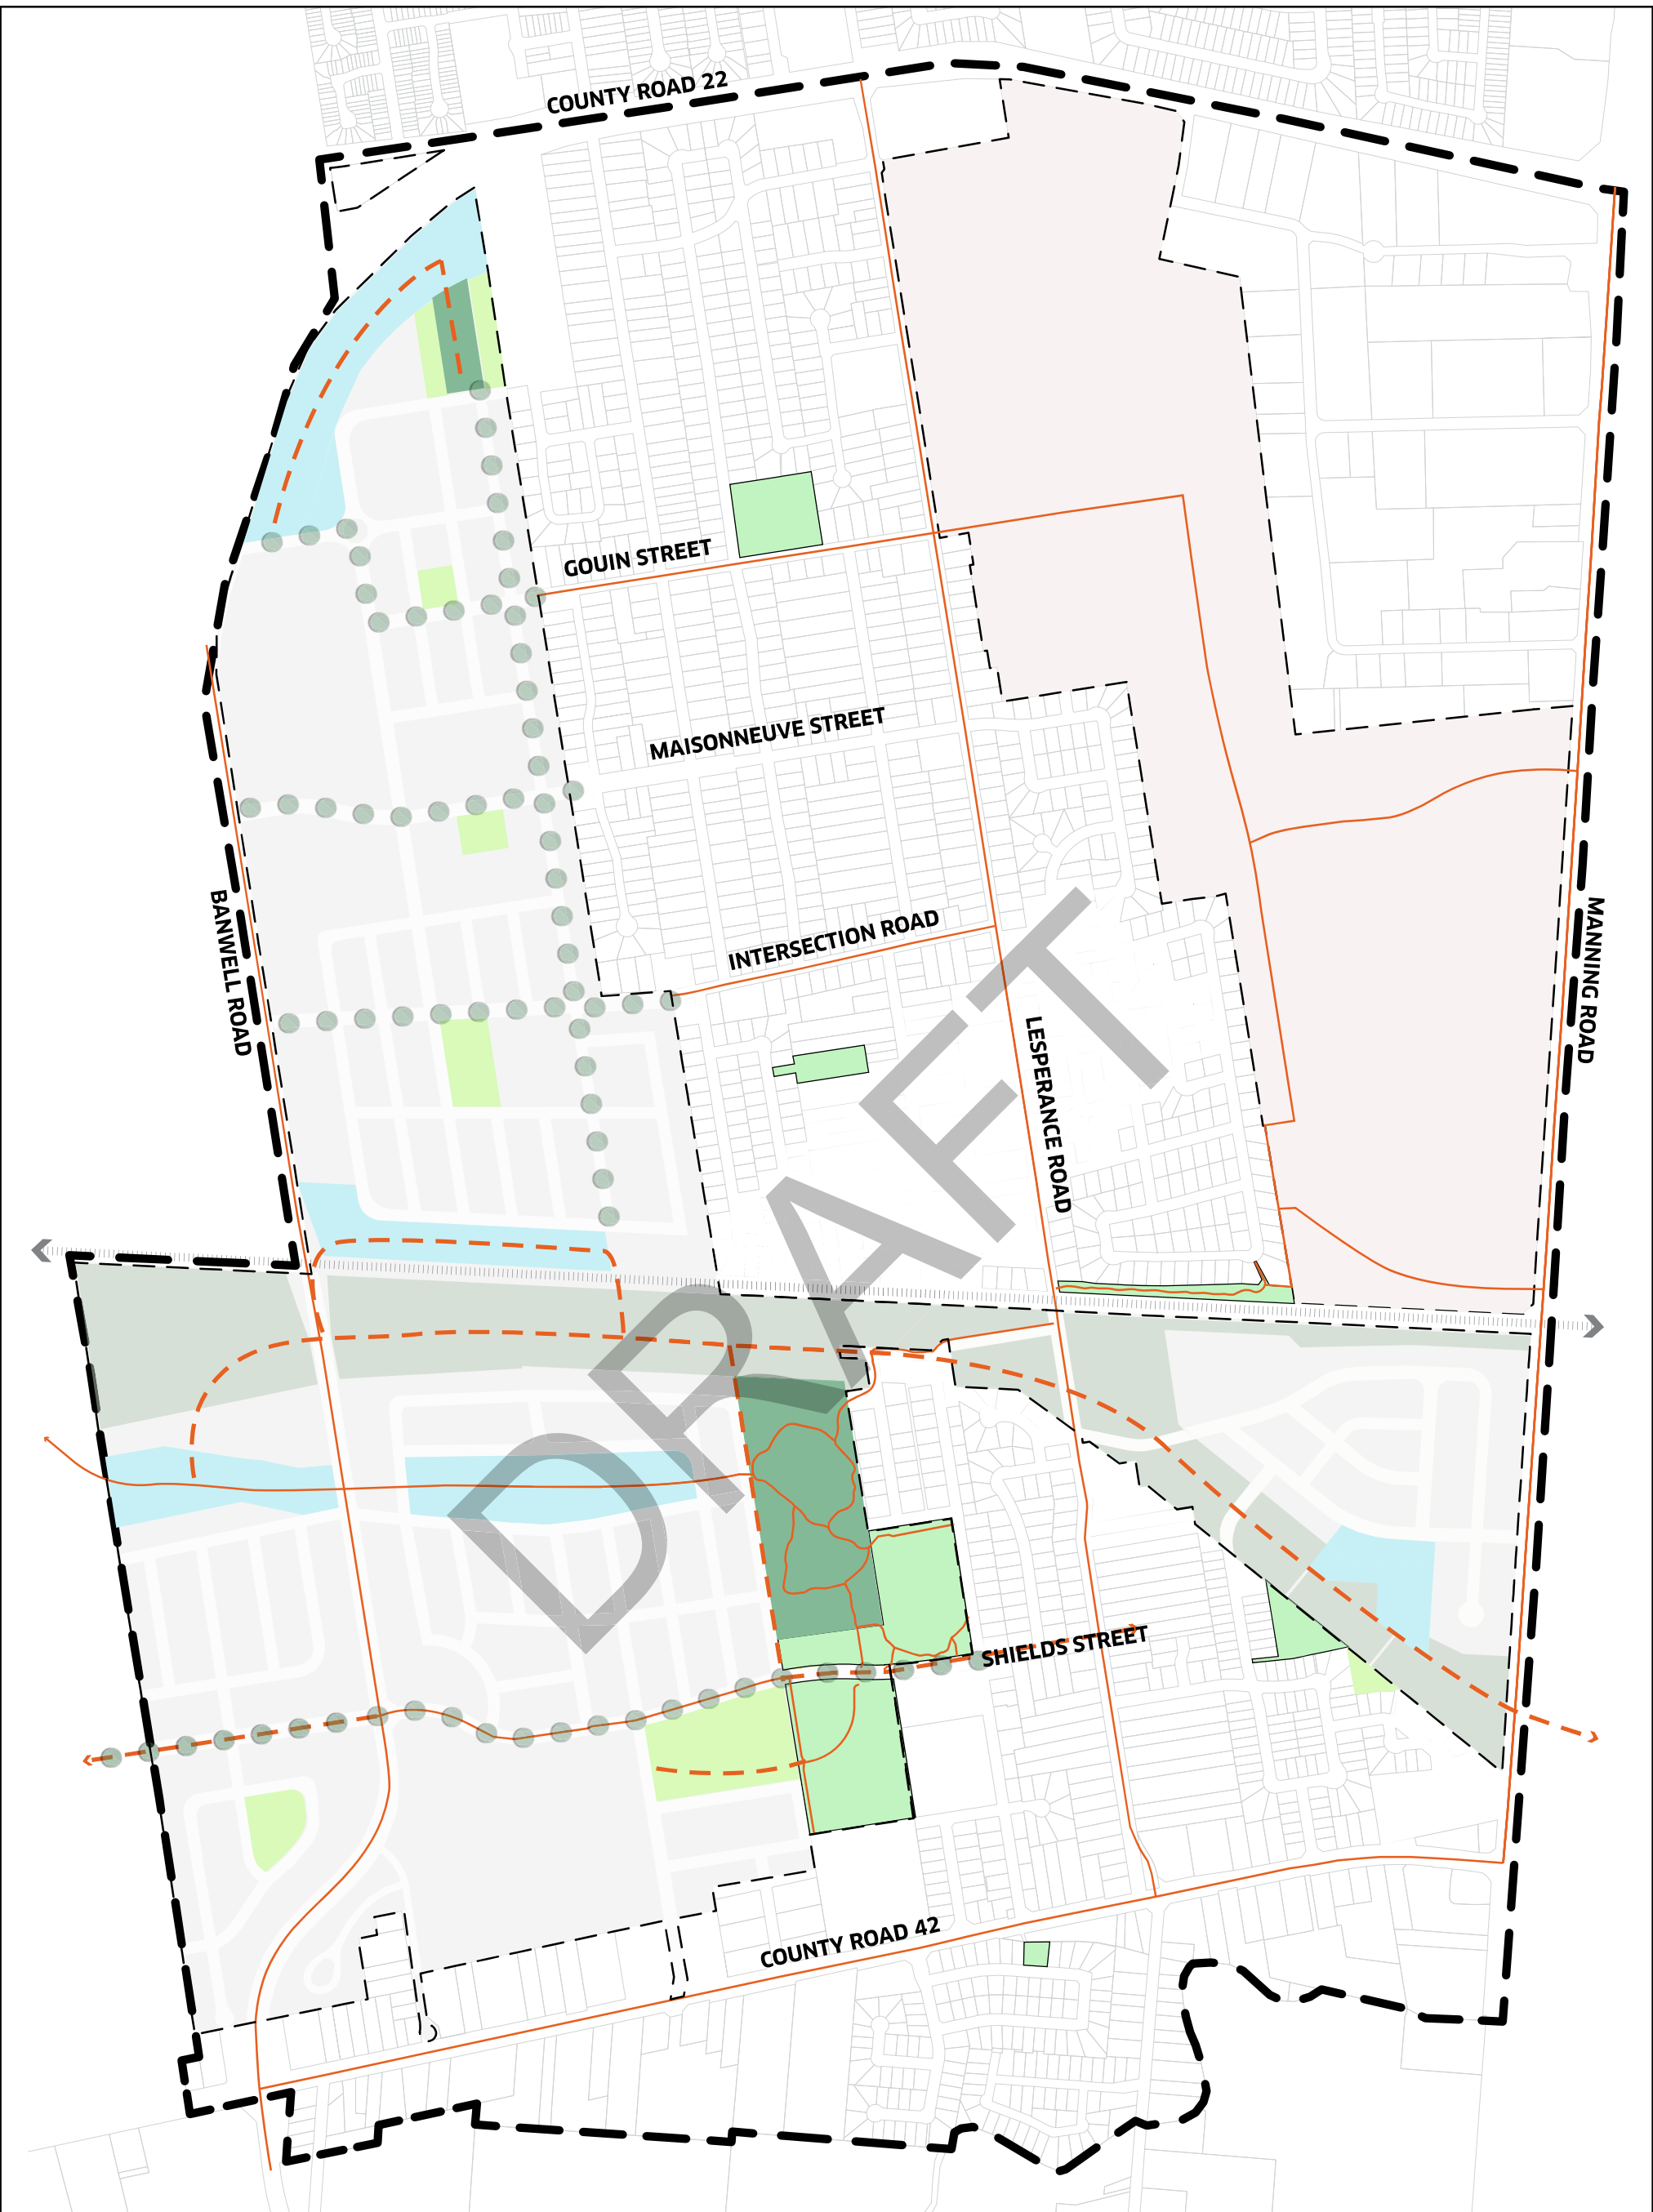 COUNTY ROAD 22
GOUIN STREET
MAISONNEUVE STREET
BANWELL ROAD
INTERSECTION ROAD
MANNING ROAD
LESPERANCE ROAD
DRAFT
SHIELDS STREET
COUNTY ROAD 42